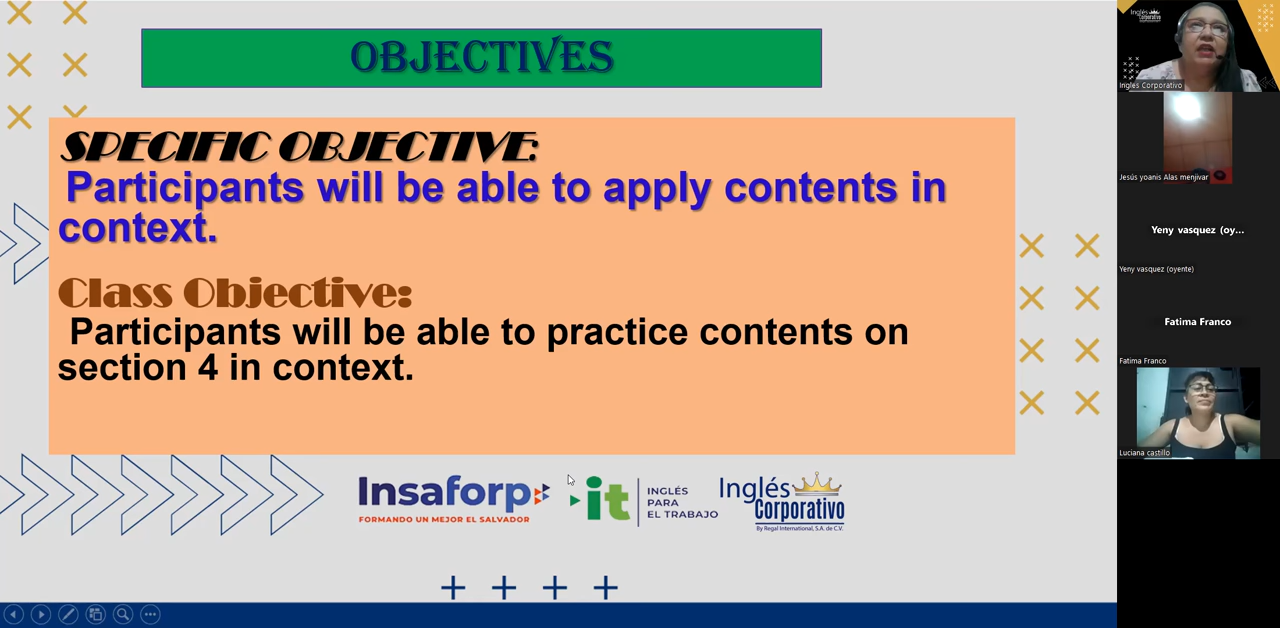 OBJECTIVES
SPECIFIC OBJECTIVE:
Participants will be able to apply contents in
context.
Class Objective:
Participants will be able to practice contents on
section 4 in context.
Insaforp
FORMANDO UN MEJOR EL SALVADOR
it
INGLÉS
PARA
EL TRABAJO
Inglés
Corporativo
By Regal International, S.A. de C.V.
Inglés
Corporativo
Ingles Corporativo
Jesús yoanis Alas menjivar
Yeny vasquez (oy...
Yeny vasquez (oyente)
Fatima Franco
Fatima Franco
Luciana castillo